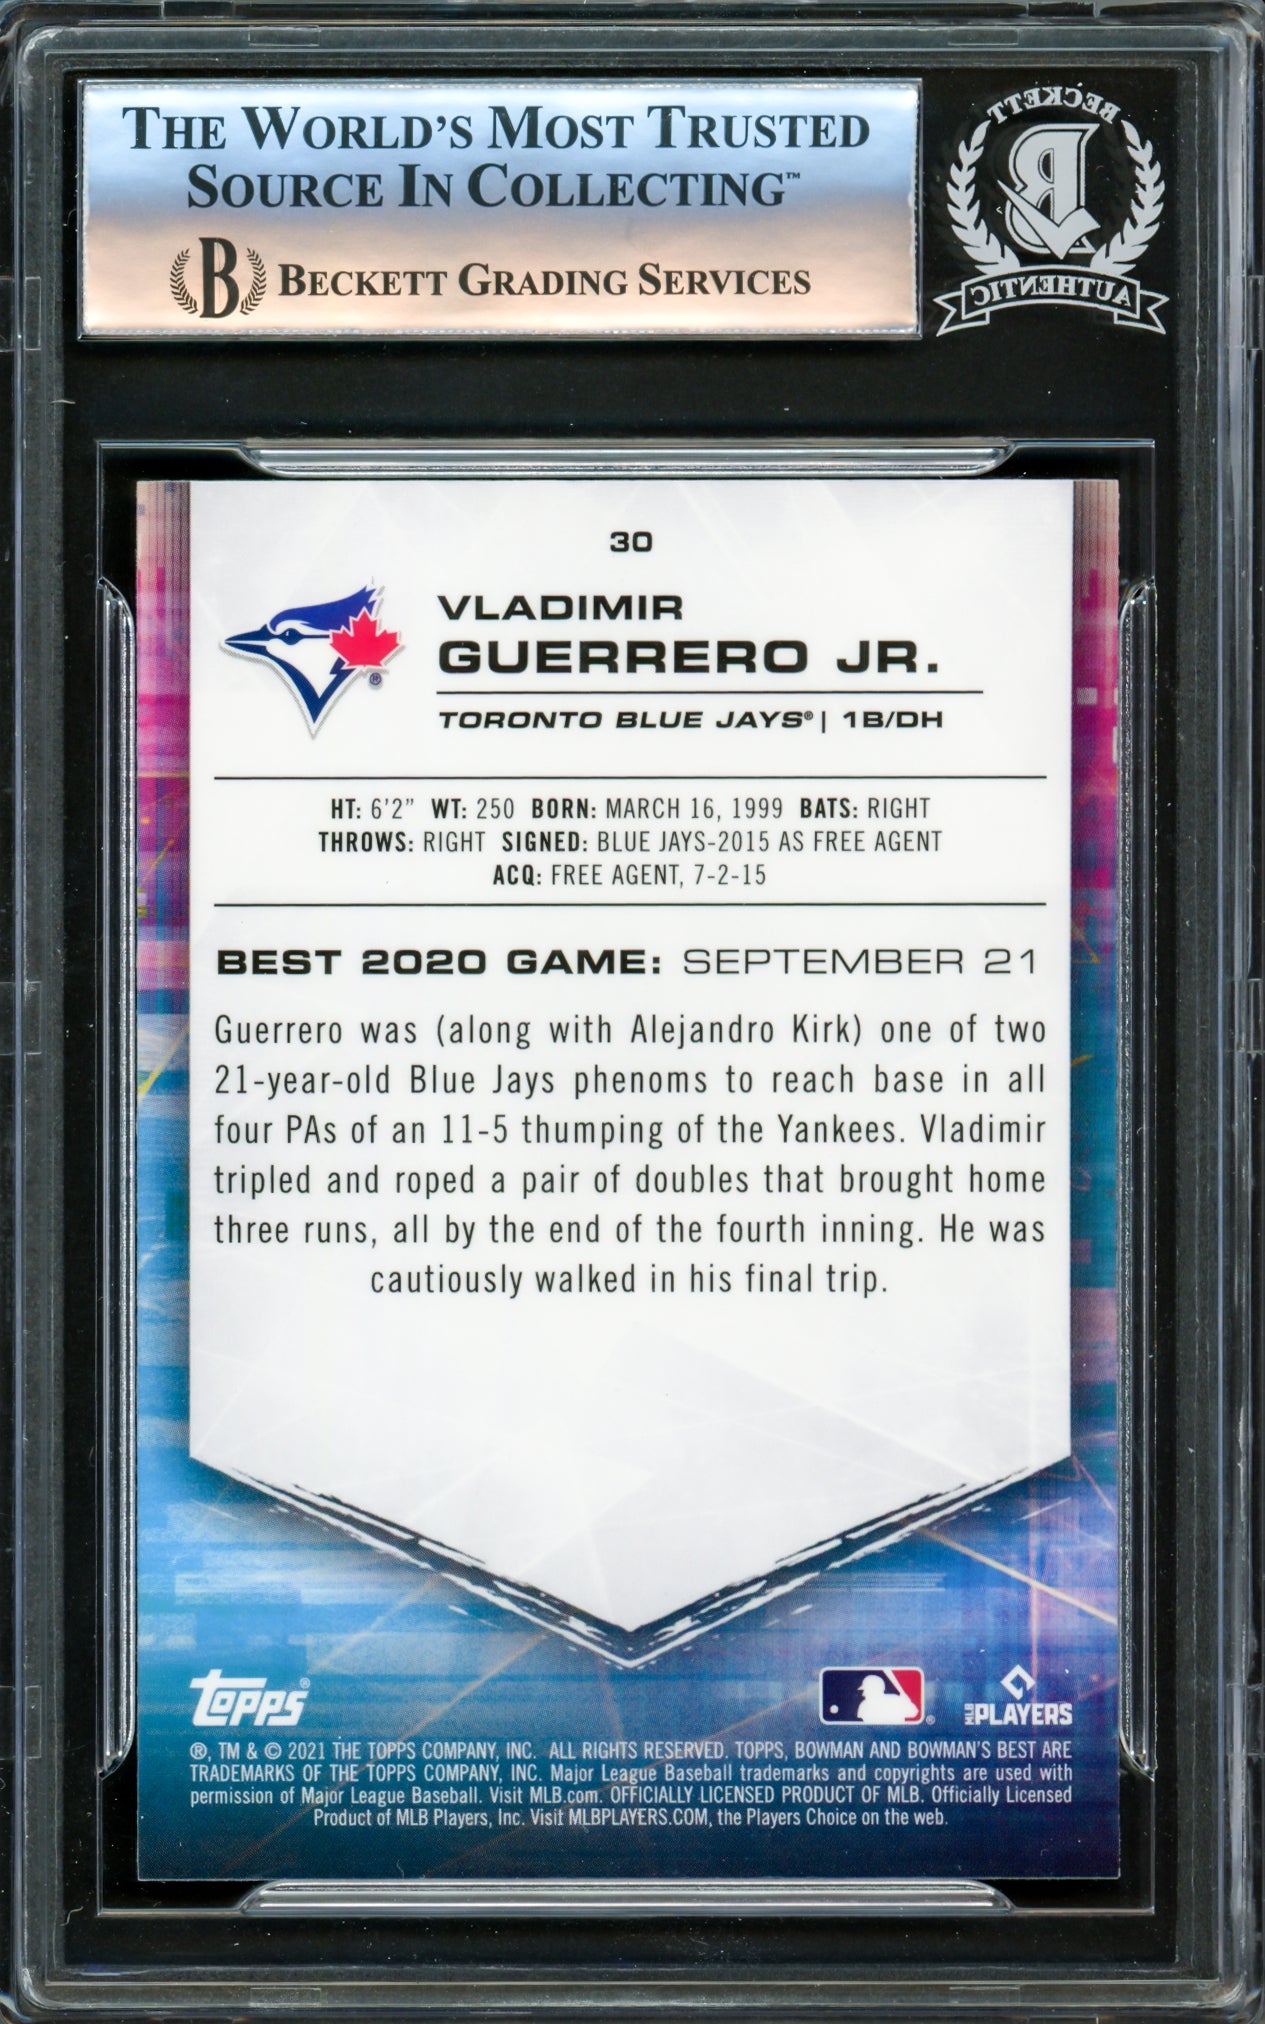 THE WORLD'S MOST TRUSTED
SOURCE IN COLLECTING™
B BECKETT GRADING SERVICES
BECKETT
B
AUTHENTIC
30
VLADIMIR
GUERRERO JR.
TORONTO BLUE JAYS® | 1B/DH
®
HT: 6'2” WT: 250 BORN: MARCH 16, 1999 BATS: RIGHT
THROWS: RIGHT SIGNED: BLUE JAYS-2015 AS FREE AGENT
ACQ: FREE AGENT, 7-2-15
BEST 2020 GAME: SEPTEMBER 21
Guerrero was (along with Alejandro Kirk) one of two
21-year-old Blue Jays phenoms to reach base in all
four PAs of an 11-5 thumping of the Yankees. Vladimir
tripled and roped a pair of doubles that brought home
three runs, all by the end of the fourth inning. He was
cautiously walked in his final trip.
topps®
®
MLB PLAYERS
®, TM & © 2021 THE TOPPS COMPANY, INC. ALL RIGHTS RESERVED. TOPPS, BOWMAN AND BOWMAN'S BEST ARE
TRADEMARKS OF THE TOPPS COMPANY, INC. Major League Baseball trademarks and copyrights are used with
permission of Major League Baseball. Visit MLB.com. OFFICIALLY LICENSED PRODUCT OF MLB. Officially Licensed
Product of MLB Players, Inc. Visit MLBPLAYERS.COM, the Players Choice on the web.